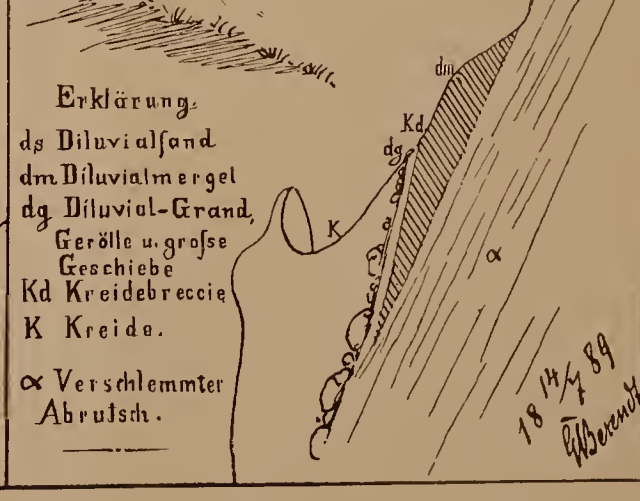 Erklärung.
ds Diluvialſand
dm Diluvialmergel
dg Diluvial-Grand,
Gerölle u. groſse
Geschiebe
Kd Kreidebreccie
K Kreide.
α Verschlemmter
Abrutsch.
dm
Kd
dg
K
α
18 14/7 89
GBerendt